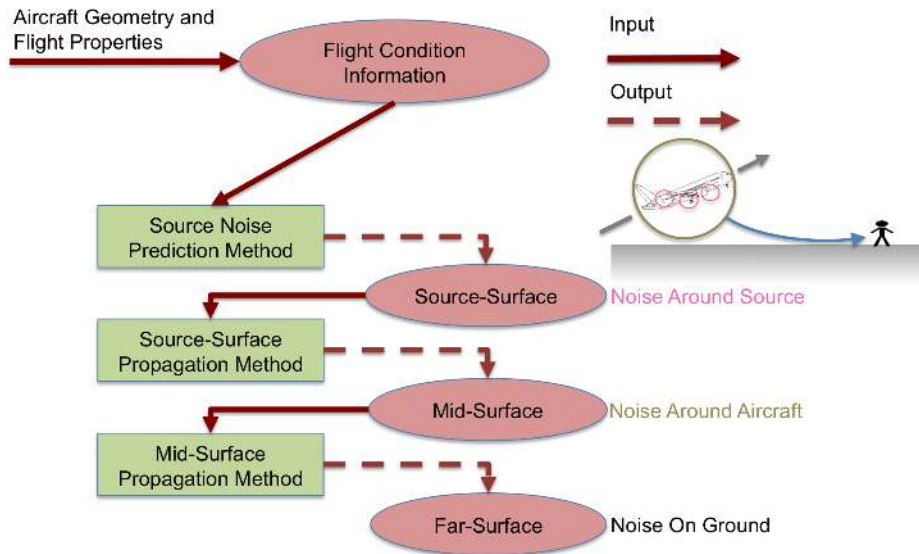 Aircraft Geometry and
Flight Properties
Flight Condition
Information
Input
Output
Source Noise
Prediction Method
Source-Surface
Noise Around Source
Source-Surface
Propagation Method
Mid-Surface
Noise Around Aircraft
Mid-Surface
Propagation Method
Far-Surface
Noise On Ground